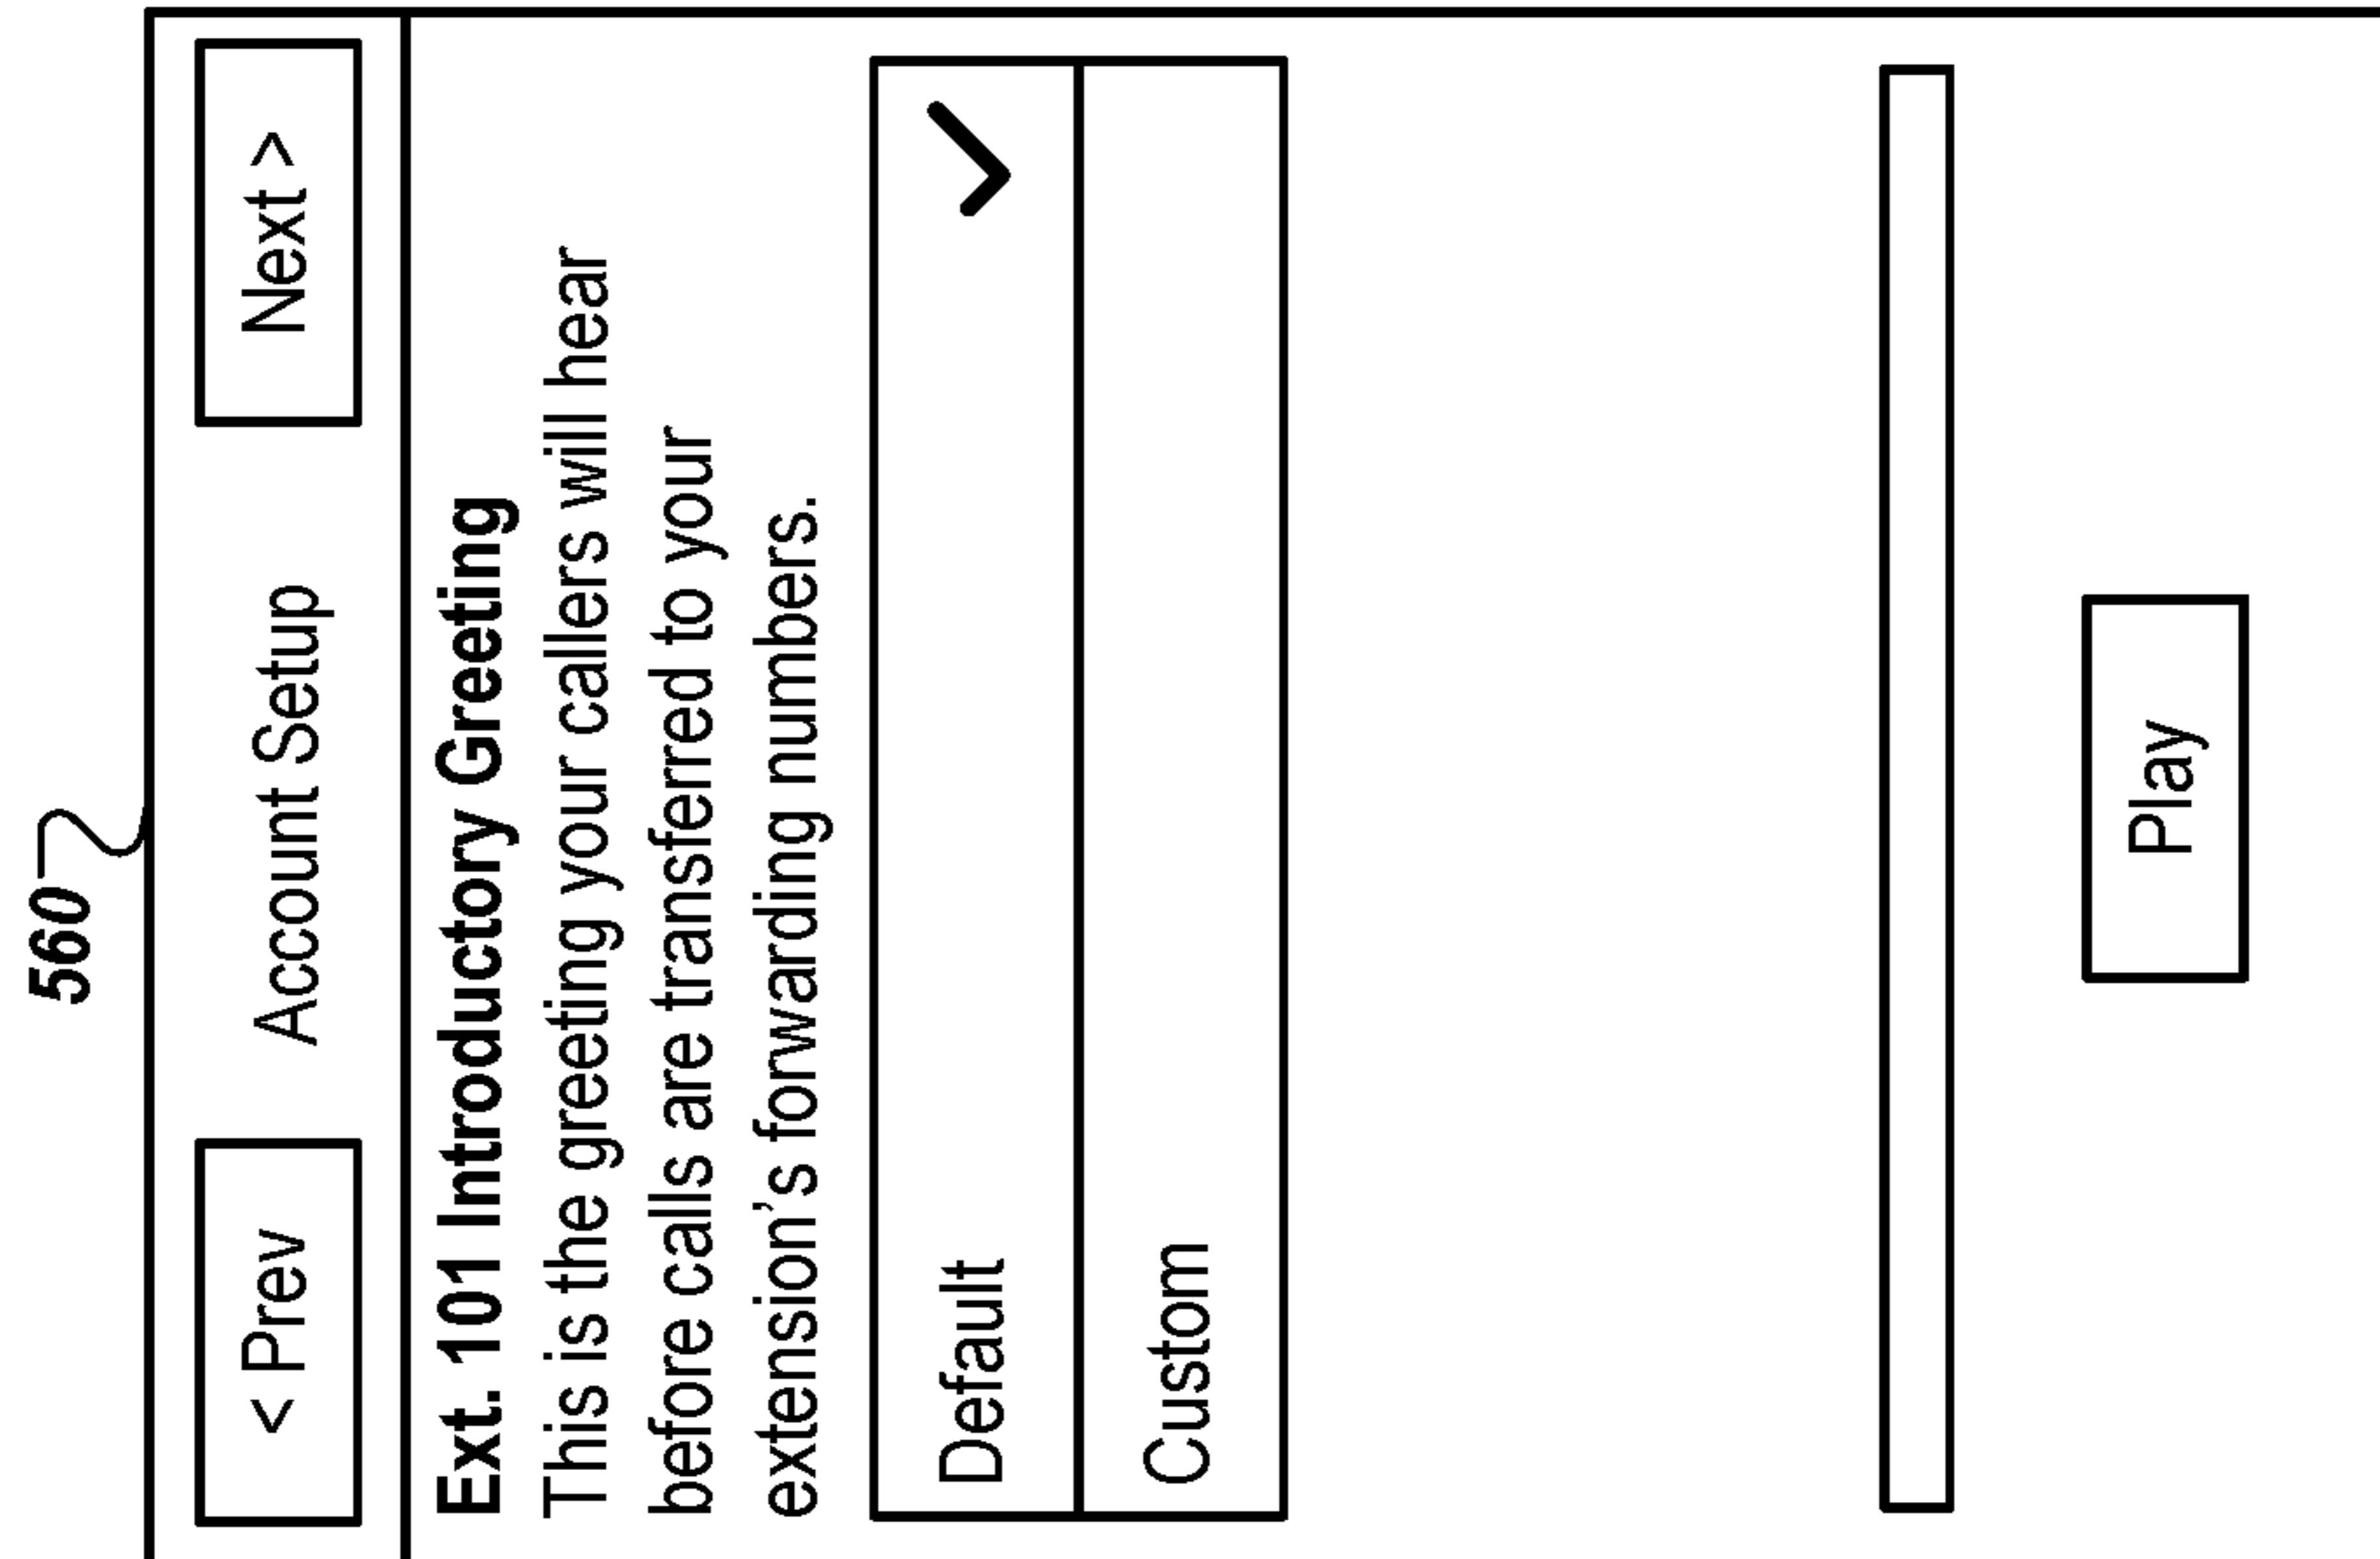 560
< Prev
Account Setup
Next >
Ext. 101 Introductory Greeting
This is the greeting your callers will hear
before calls are transferred to your
extension's forwarding numbers.
Default
Custom
Play